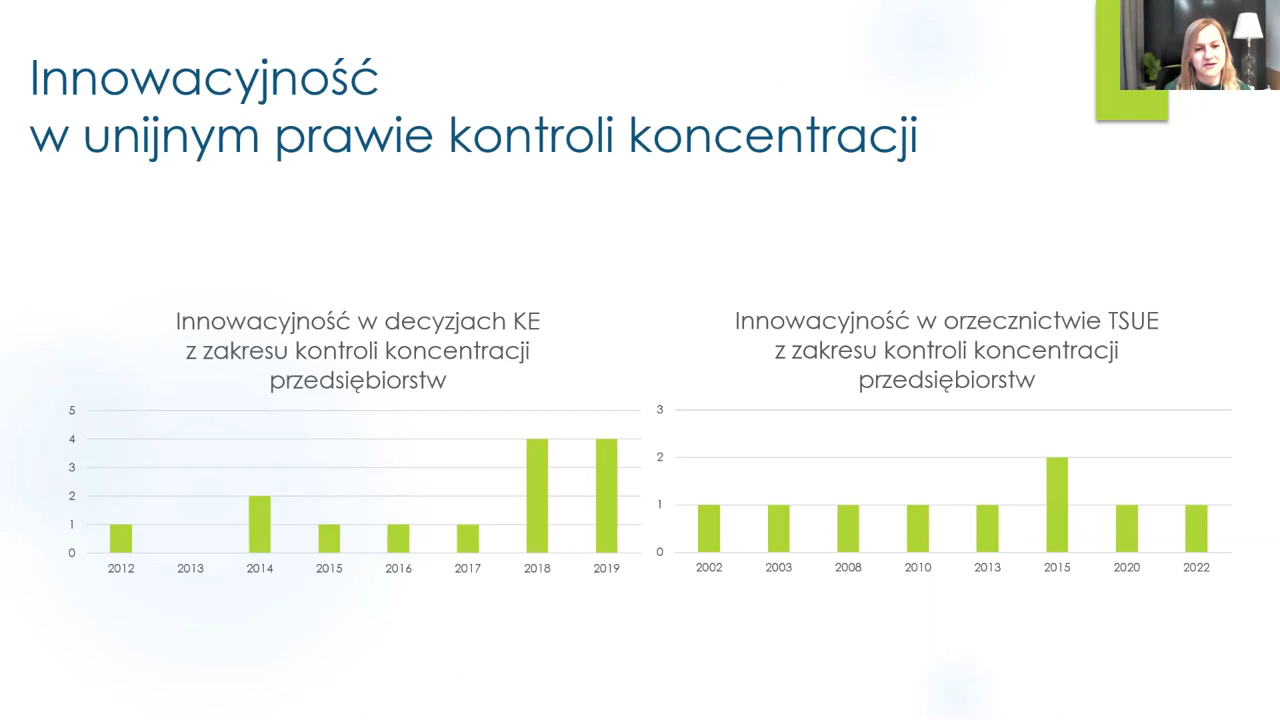 Innowacyjność
w unijnym prawie kontroli koncentracji
Innowacyjność w decyzjach KE
z zakresu kontroli koncentracji
przedsiębiorstw
5
4
3
2
1
0
2012 2013 2014 2015 2016 2017 2018 2019
Innowacyjność w orzecznictwie TSUE
z zakresu kontroli koncentracji
przedsiębiorstw
3
2
1
0
2002 2003 2008 2010 2013 2015 2020 2022